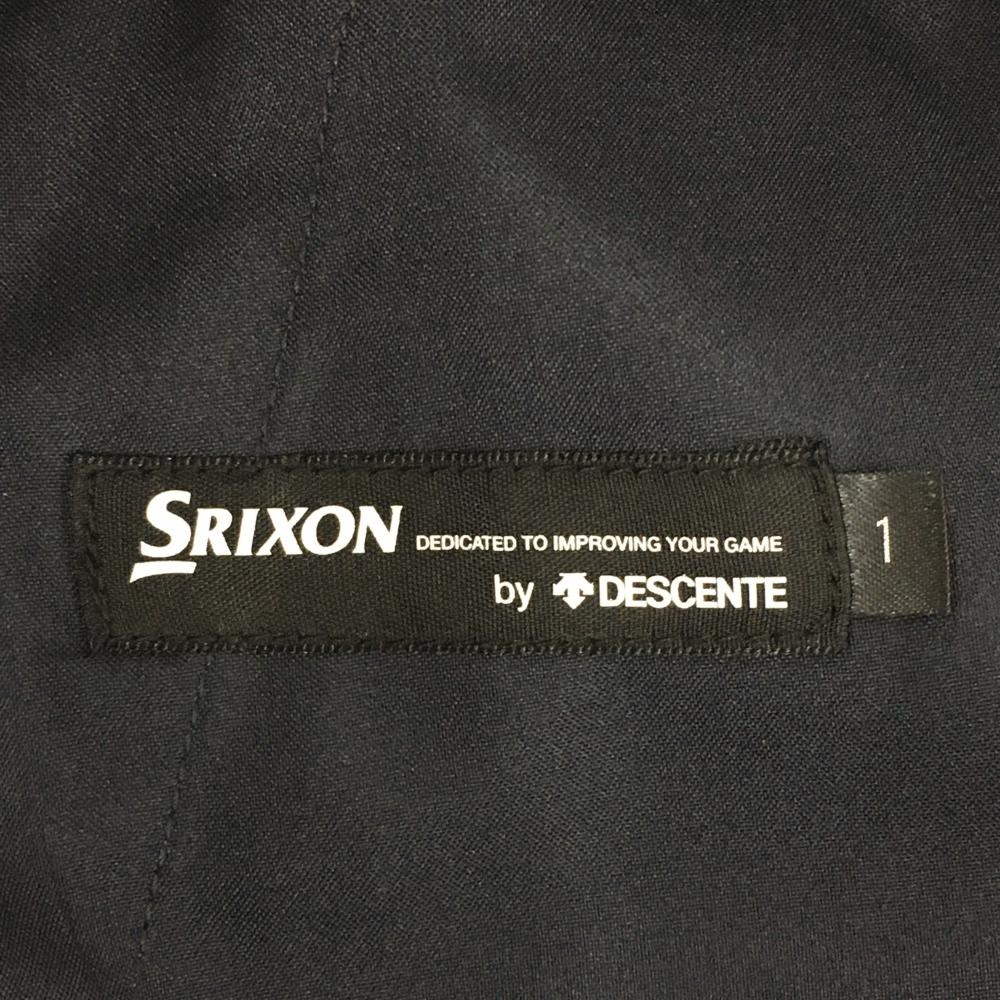 SRIXON DEDICATED TO IMPROVING YOUR GAME
by DESCENTE
1